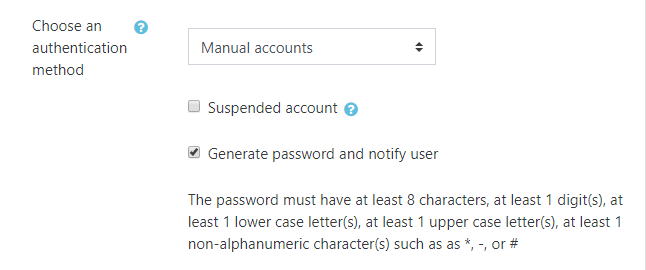 Choose an
authentication
method
Manual accounts
Suspended account
Generate password and notify user
The password must have at least 8 characters, at least 1 digit(s), at
least 1 lower case letter(s), at least 1 upper case letter(s), at least 1
non-alphanumeric character(s) such as as *, -, or #